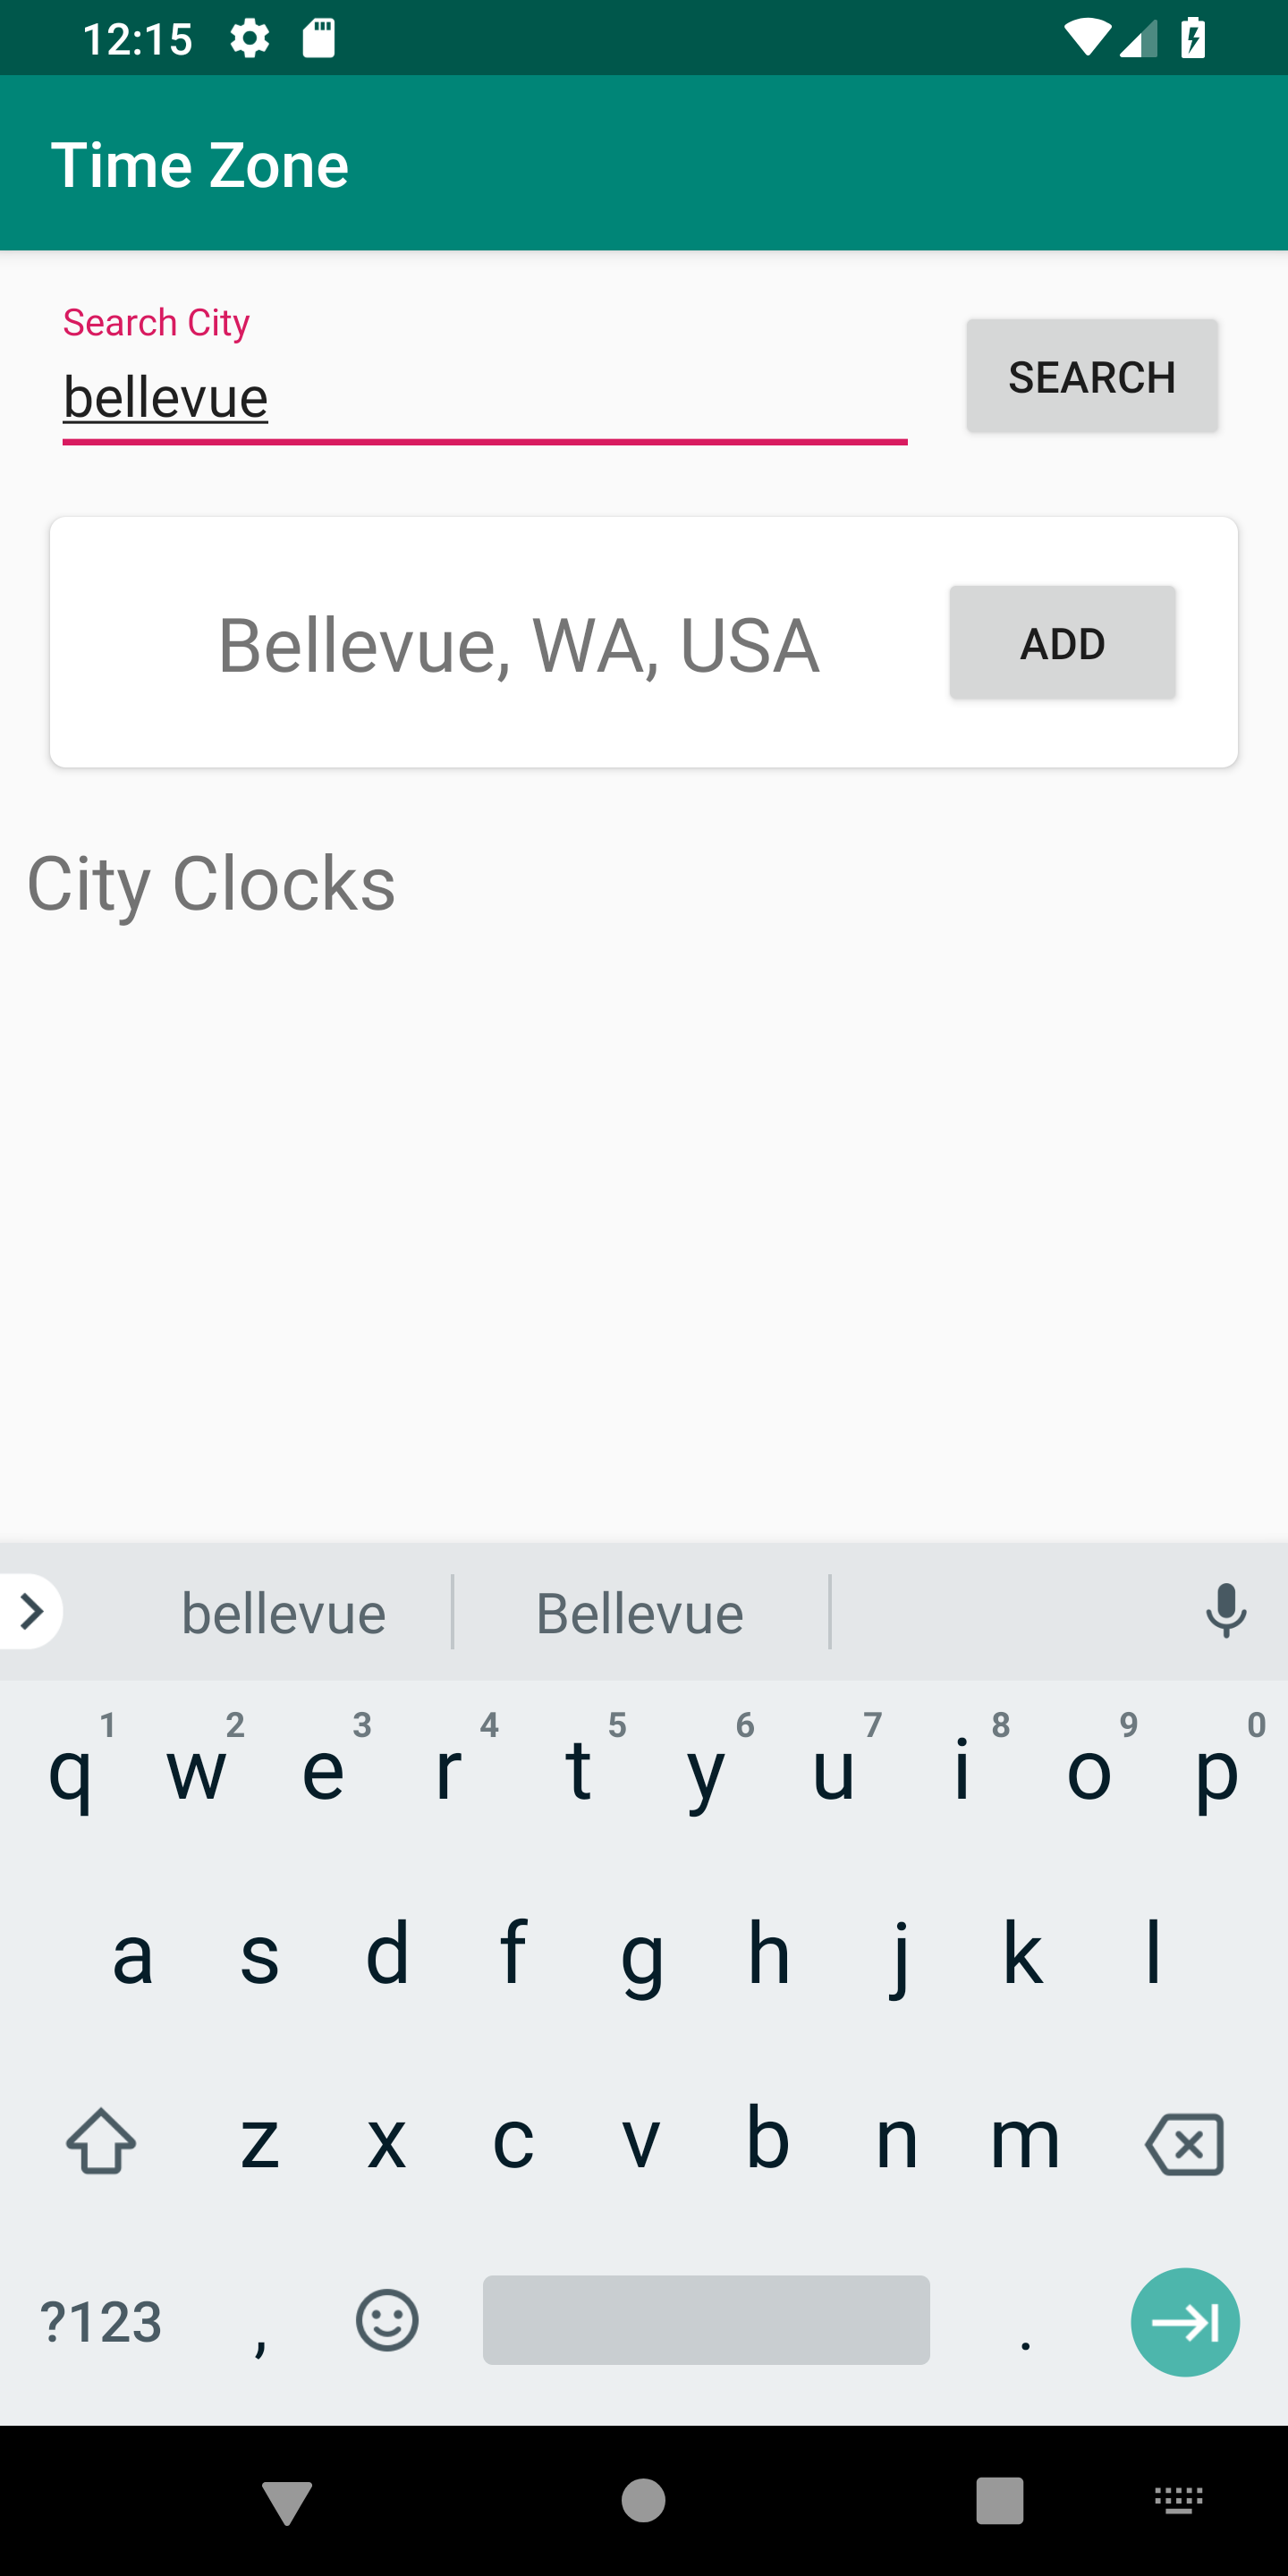 12:15
Time Zone
Search City
bellevue
SEARCH
Bellevue, WA, USA
ADD
City Clocks
bellevue
Bellevue
1 2 3 4 5 6 7 8 9 0
q w e r t y u i o p
a s d f g h j k l
z x c v b n m
?123 , .